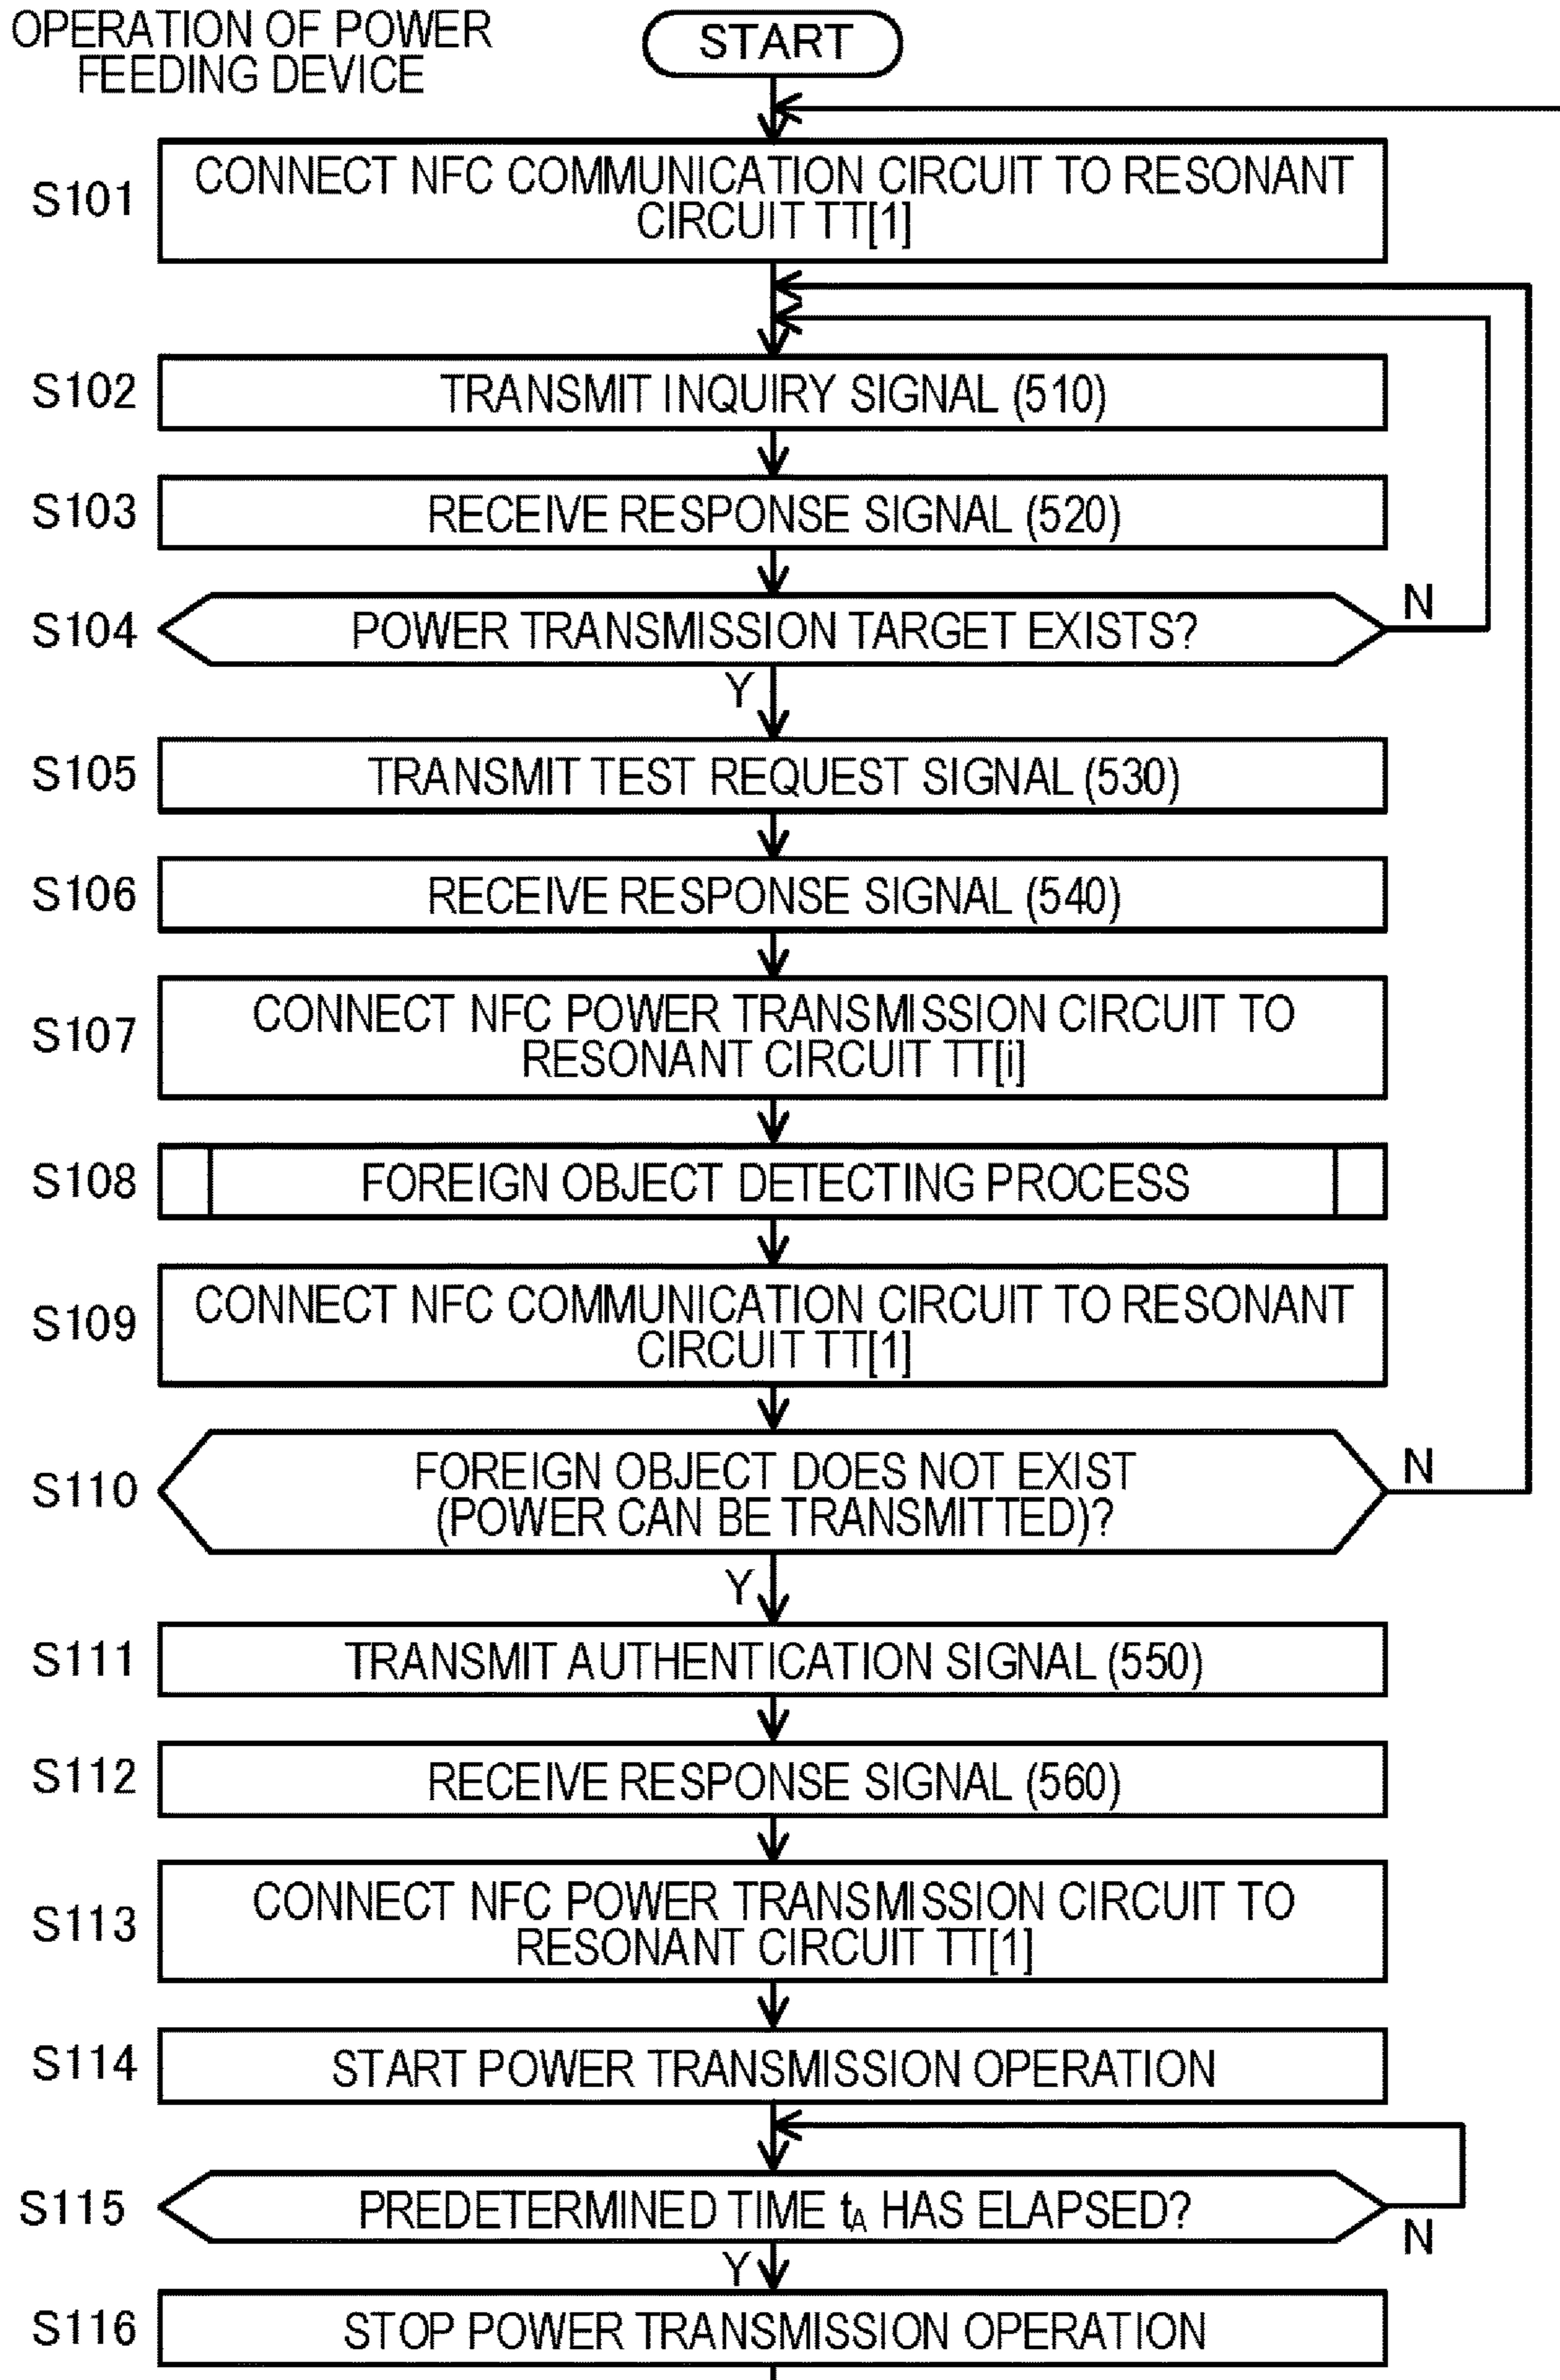 OPERATION OF POWER
FEEDING DEVICE
START
S101
CONNECT NFC COMMUNICATION CIRCUIT TO RESONANT
CIRCUIT TT[1]
S102
TRANSMIT INQUIRY SIGNAL (510)
S103
RECEIVE RESPONSE SIGNAL (520)
S104
POWER TRANSMISSION TARGET EXISTS?
N
Y
S105
TRANSMIT TEST REQUEST SIGNAL (530)
S106
RECEIVE RESPONSE SIGNAL (540)
S107
CONNECT NFC POWER TRANSMISSION CIRCUIT TO
RESONANT CIRCUIT TT[i]
S108
FOREIGN OBJECT DETECTING PROCESS
S109
CONNECT NFC COMMUNICATION CIRCUIT TO RESONANT
CIRCUIT TT[1]
S110
FOREIGN OBJECT DOES NOT EXIST
(POWER CAN BE TRANSMITTED)?
N
Y
S111
TRANSMIT AUTHENTICATION SIGNAL (550)
S112
RECEIVE RESPONSE SIGNAL (560)
S113
CONNECT NFC POWER TRANSMISSION CIRCUIT TO
RESONANT CIRCUIT TT[1]
S114
START POWER TRANSMISSION OPERATION
S115
PREDETERMINED TIME tA HAS ELAPSED?
N
Y
S116
STOP POWER TRANSMISSION OPERATION